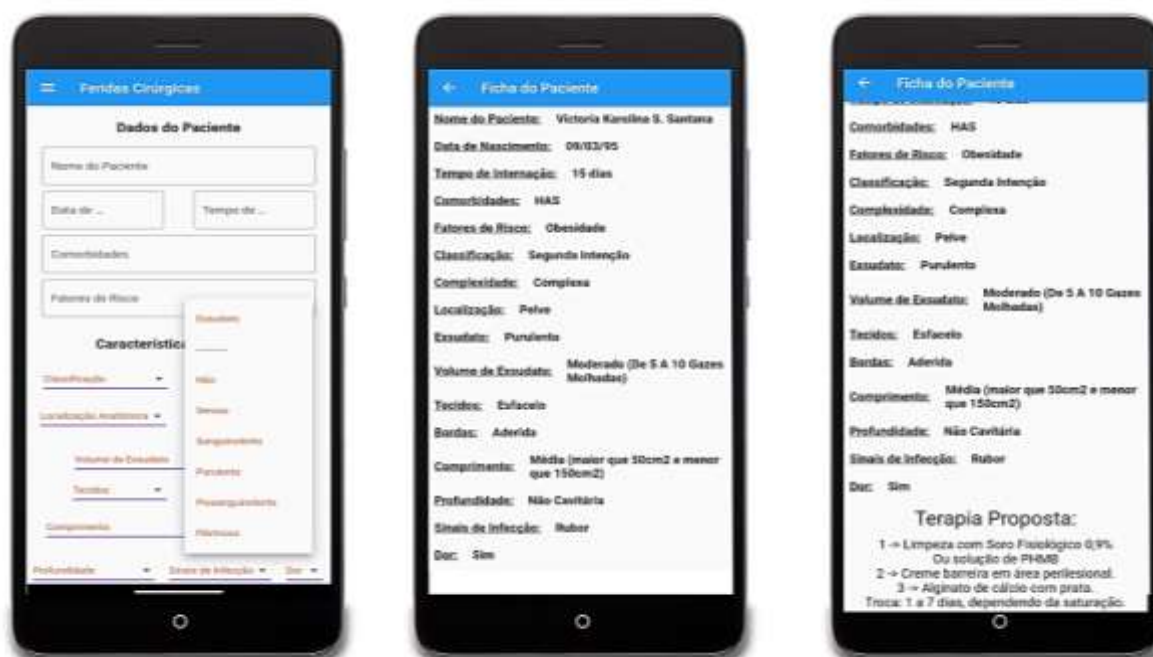 Feridas Cirúrgicas
Dados do Paciente
Nome do Paciente
Data de ...
Tempo de ...
Comorbidades
Fatores de Risco
Característica
Classificação
Localização Anatômica
Volume de Exsudato
Tecidos
Comprimento
Profundidade
Sinais de Infecção
Dor
Exsudato
Não
Seroso
Sanguinolento
Purulento
Fibrinoso
Ficha do Paciente
Nome do Paciente: Victoria Karolina S. Santana
Data de Nascimento: 09/03/95
Tempo de Internação: 15 dias
Comorbidades: HAS
Fatores de Risco: Obesidade
Classificação: Segunda Intenção
Complexidade: Complexa
Localização: Pelve
Exsudato: Purulento
Volume de Exsudato: Moderado (De 5 A 10 Gazes
Molhadas)
Tecidos: Esfacelo
Bordas: Aderida
Comprimento: Média (maior que 50cm2 e menor
que 150cm2)
Profundidade: Não Cavitária
Sinais de Infecção: Rubor
Dor: Sim
Ficha do Paciente
Comorbidades: HAS
Fatores de Risco: Obesidade
Classificação: Segunda Intenção
Complexidade: Complexa
Localização: Pelve
Exsudato: Purulento
Volume de Exsudato: Moderado (De 5 A 10 Gazes
Molhadas)
Tecidos: Esfacelo
Bordas: Aderida
Comprimento: Média (maior que 50cm2 e menor
que 150cm2)
Profundidade: Não Cavitária
Sinais de Infecção: Rubor
Dor: Sim
Terapia Proposta:
1 -> Limpeza com Soro Fisiológico 0,9%
Ou solução de PHMB
2 -> Creme barreira em área perilesional.
3 -> Alginato de cálcio com prata.
Troca: 1 a 7 dias, dependendo da saturação.